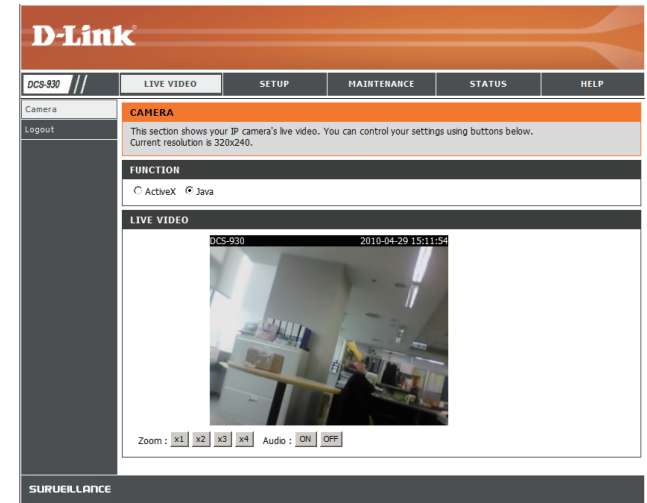 D-Link
DCS-930 // LIVE VIDEO SETUP MAINTENANCE STATUS HELP
Camera
Logout
CAMERA
This section shows your IP camera's live video. You can control your settings using buttons below.
Current resolution is 320x240.
FUNCTION
ActiveX Java
LIVE VIDEO
DCS-930 2010-04-29 15:11:54
Zoom : x1 x2 x3 x4 Audio : ON OFF
SURVEILLANCE